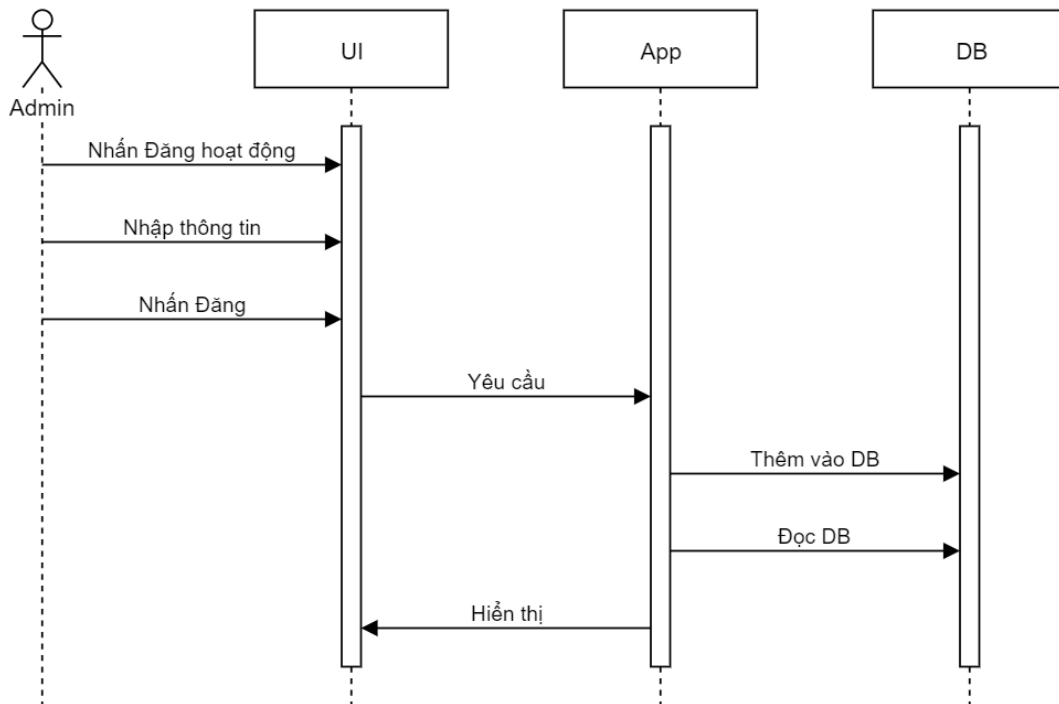 UI
App
DB
Admin
Nhấn Đăng hoạt động
Nhập thông tin
Nhấn Đăng
Yêu cầu
Thêm vào DB
Đọc DB
Hiển thị